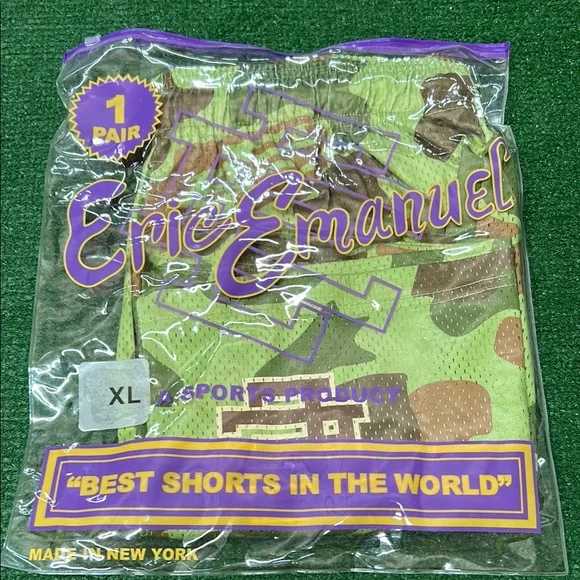 1
PAIR
Eric Emanuel
XL
A SPORTS PRODUCT
"BEST SHORTS IN THE WORLD"
MADE IN NEW YORK